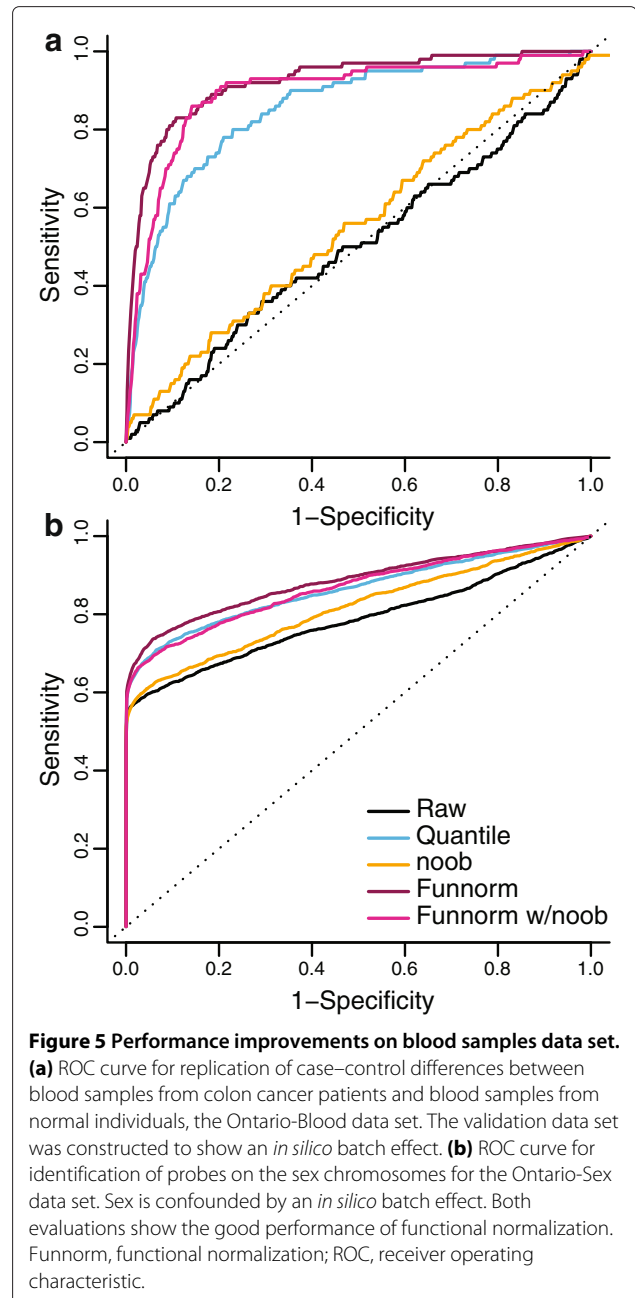 a
1.0
0.8
0.6
0.4
0.2
0.0
Sensitivity
0.0 0.2 0.4 0.6 0.8 1.0
1−Specificity
b
1.0
0.8
0.6
0.4
0.2
0.0
Sensitivity
Raw
Quantile
noob
Funnorm
Funnorm w/noob
0.0 0.2 0.4 0.6 0.8 1.0
1−Specificity
Figure 5 Performance improvements on blood samples data set.
(a) ROC curve for replication of case–control differences between
blood samples from colon cancer patients and blood samples from
normal individuals, the Ontario-Blood data set. The validation data set
was constructed to show an in silico batch effect. (b) ROC curve for
identification of probes on the sex chromosomes for the Ontario-Sex
data set. Sex is confounded by an in silico batch effect. Both
evaluations show the good performance of functional normalization.
Funnorm, functional normalization; ROC, receiver operating
characteristic.